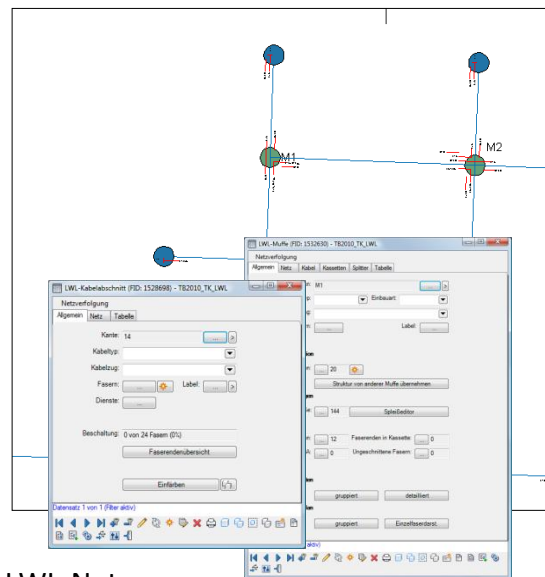 M1
M2
LWL-Muffe (FID: 1532630) - TB2010_TK_LWL
Netzverfolgung
Allgemein Netz Kabel Kassetten Splitter Tabelle
M1
Einbauart:
Label: ...
... 20
Struktur von anderer Muffe übernehmen
... 144 Spleißeditor
... 12 Faserenden in Kassette: ... 0
... 0 Ungeschnittene Fasern: ... 0
gruppiert detailliert
gruppiert Einzelfaserdarst.
LWL-Kabelabschnitt (FID: 1528698) - TB2010_TK_LWL
Netzverfolgung
Allgemein Netz Tabelle
Kante: 14 ... >
Kabeltyp:
Kabelzug:
Fasern: ... Label: ... >
Dienste: ...
Beschaltung: 0 von 24 Fasern (0%)
Faserendenübersicht
Einfärben
Datensatz 1 von 1 (Filter aktiv)